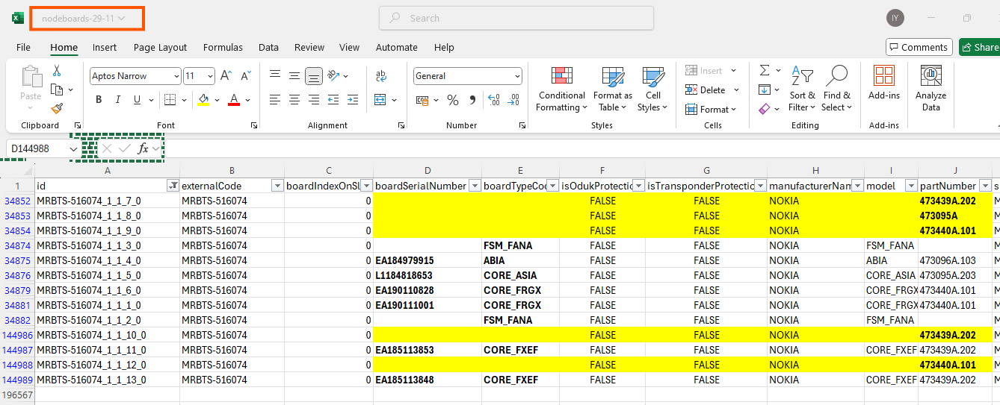 nodeboards-29-11
Search
IY
File Home Insert Page Layout Formulas Data Review View Automate Help
Comments Share
Paste
Clipboard
Aptos Narrow 11
B I U
Font
ab
Alignment
General
% 9
Number
Conditional Formatting
Format as Table
Cell Styles
Styles
Insert
Delete
Format
Cells
Sort & Filter
Find & Select
Editing
Add-ins
Add-ins
Analyze Data
D144988 fx
A B C D E F G H I J
1 id externalCode boardIndexOnSl boardSerialNumber boardTypeCod isOdukProtectio isTransponderProtectio manufacturerNam model partNumber s
34852 MRBTS-516074_1_1_7_0 MRBTS-516074 0 FALSE FALSE NOKIA 473439A.202 M
34853 MRBTS-516074_1_1_8_0 MRBTS-516074 0 FALSE FALSE NOKIA 473095A M
34854 MRBTS-516074_1_1_9_0 MRBTS-516074 0 FALSE FALSE NOKIA 473440A.101 M
34874 MRBTS-516074_1_1_3_0 MRBTS-516074 0 FSM_FANA FALSE FALSE NOKIA FSM_FANA M
34875 MRBTS-516074_1_1_4_0 MRBTS-516074 0 EA184979915 ABIA FALSE FALSE NOKIA ABIA 473096A.103 M
34876 MRBTS-516074_1_1_5_0 MRBTS-516074 0 L1184818653 CORE_ASIA FALSE FALSE NOKIA CORE_ASIA 473095A.203 M
34879 MRBTS-516074_1_1_6_0 MRBTS-516074 0 EA190110828 CORE_FRGX FALSE FALSE NOKIA CORE_FRGX 473440A.101 M
34881 MRBTS-516074_1_1_1_0 MRBTS-516074 0 EA190111001 CORE_FRGX FALSE FALSE NOKIA CORE_FRGX 473440A.101 M
34882 MRBTS-516074_1_1_2_0 MRBTS-516074 0 FSM_FANA FALSE FALSE NOKIA FSM_FANA M
144986 MRBTS-516074_1_1_10_0 MRBTS-516074 0 FALSE FALSE NOKIA 473439A.202 M
144987 MRBTS-516074_1_1_11_0 MRBTS-516074 0 EA185113853 CORE_FXEF FALSE FALSE NOKIA CORE_FXEF 473439A.202 M
144988 MRBTS-516074_1_1_12_0 MRBTS-516074 0 FALSE FALSE NOKIA 473440A.101 M
144989 MRBTS-516074_1_1_13_0 MRBTS-516074 0 EA185113848 CORE_FXEF FALSE FALSE NOKIA CORE_FXEF 473439A.202 M
196567